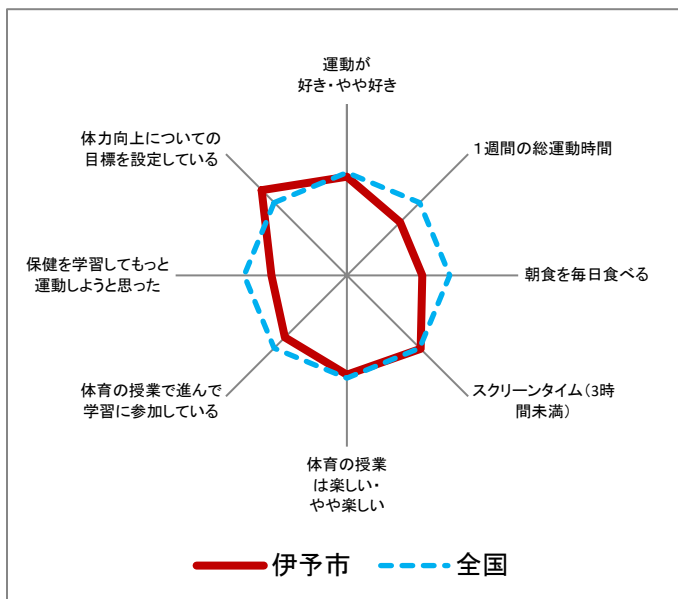 運動が
好き・やや好き
1週間の総運動時間
朝食を毎日食べる
スクリーンタイム(3時
間未満)
体育の授業
は楽しい・
やや楽しい
体育の授業で進んで
学習に参加している
保健を学習してもっと
運動しようと思った
体力向上についての
目標を設定している
伊予市
全国